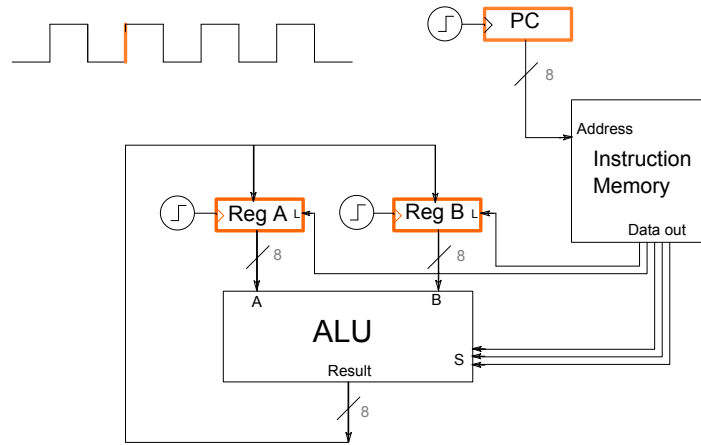 PC
8
Address
Instruction
Memory
Data out
Reg A L
Reg B L
8
8
A
B
ALU
S
Result
8